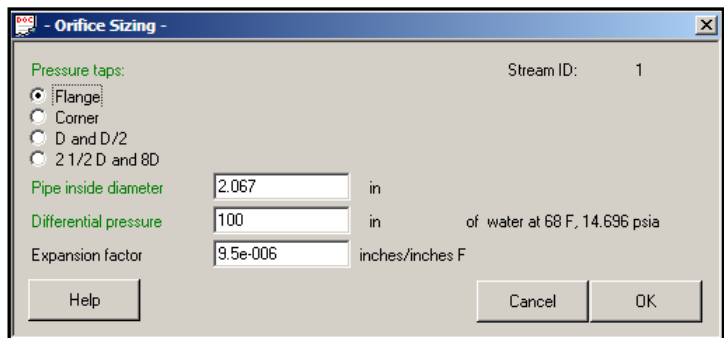 DOC
- Orifice Sizing -
Pressure taps:
Stream ID: 1
Flange
Corner
D and D/2
2 1/2 D and 8D
Pipe inside diameter 2.067 in
Differential pressure 100 in of water at 68 F, 14.696 psia
Expansion factor 9.5e-006 inches/inches F
Help Cancel OK